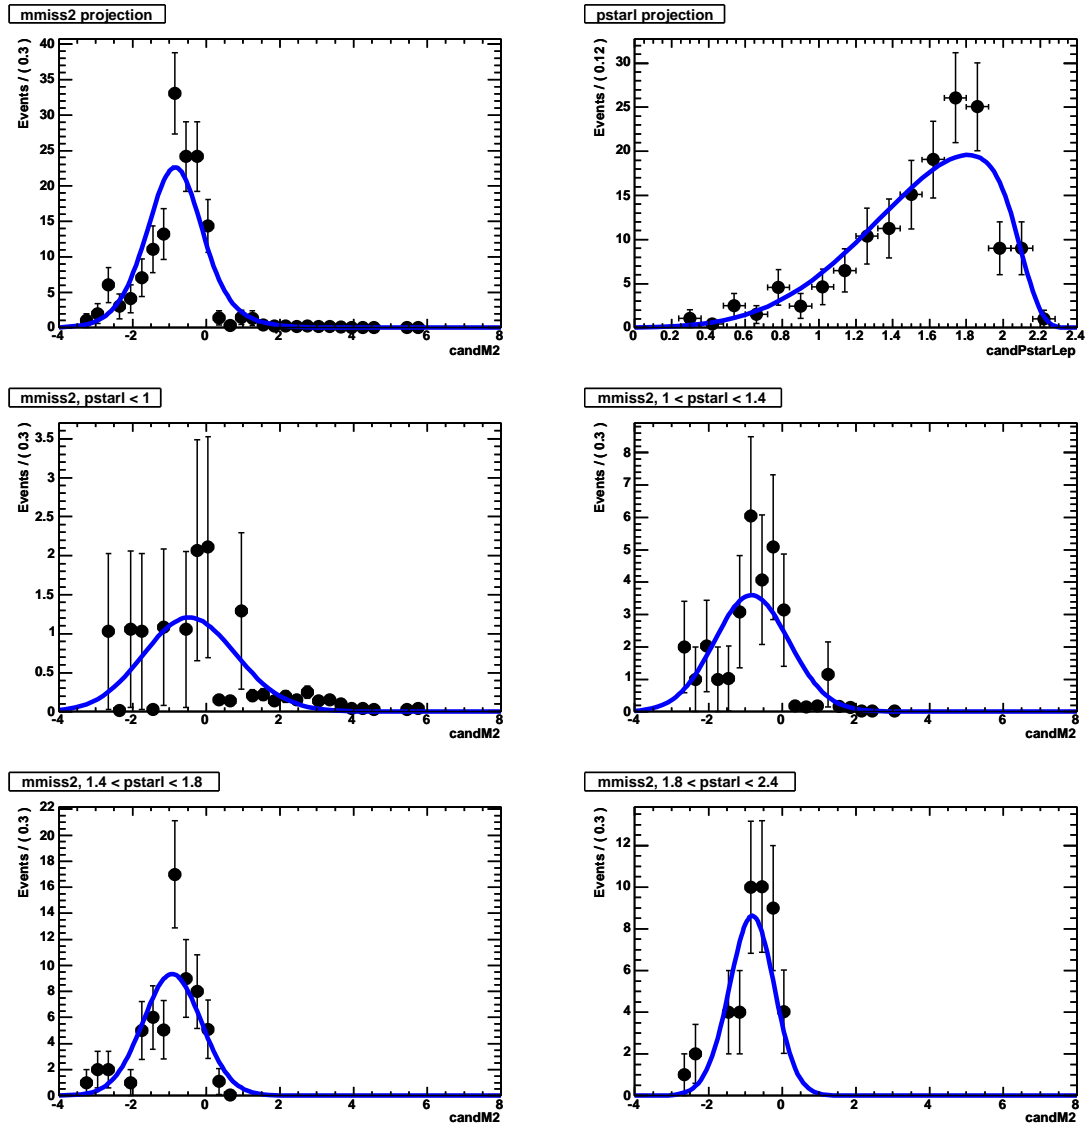 mmiss2 projection
Events / ( 0.3 )
40
35
30
25
20
15
10
5
0
-4 -2 0 2 4 6 8
candM2
pstarl projection
Events / ( 0.12 )
30
25
20
15
10
5
0
0 0.2 0.4 0.6 0.8 1 1.2 1.4 1.6 1.8 2 2.2 2.4
candPstarLep
mmiss2, pstarl < 1
Events / ( 0.3 )
3.5
3
2.5
2
1.5
1
0.5
0
-4 -2 0 2 4 6 8
candM2
mmiss2, 1 < pstarl < 1.4
Events / ( 0.3 )
8
7
6
5
4
3
2
1
0
-4 -2 0 2 4 6 8
candM2
mmiss2, 1.4 < pstarl < 1.8
Events / ( 0.3 )
22
20
18
16
14
12
10
8
6
4
2
0
-4 -2 0 2 4 6 8
candM2
mmiss2, 1.8 < pstarl < 2.4
Events / ( 0.3 )
12
10
8
6
4
2
0
-4 -2 0 2 4 6 8
candM2